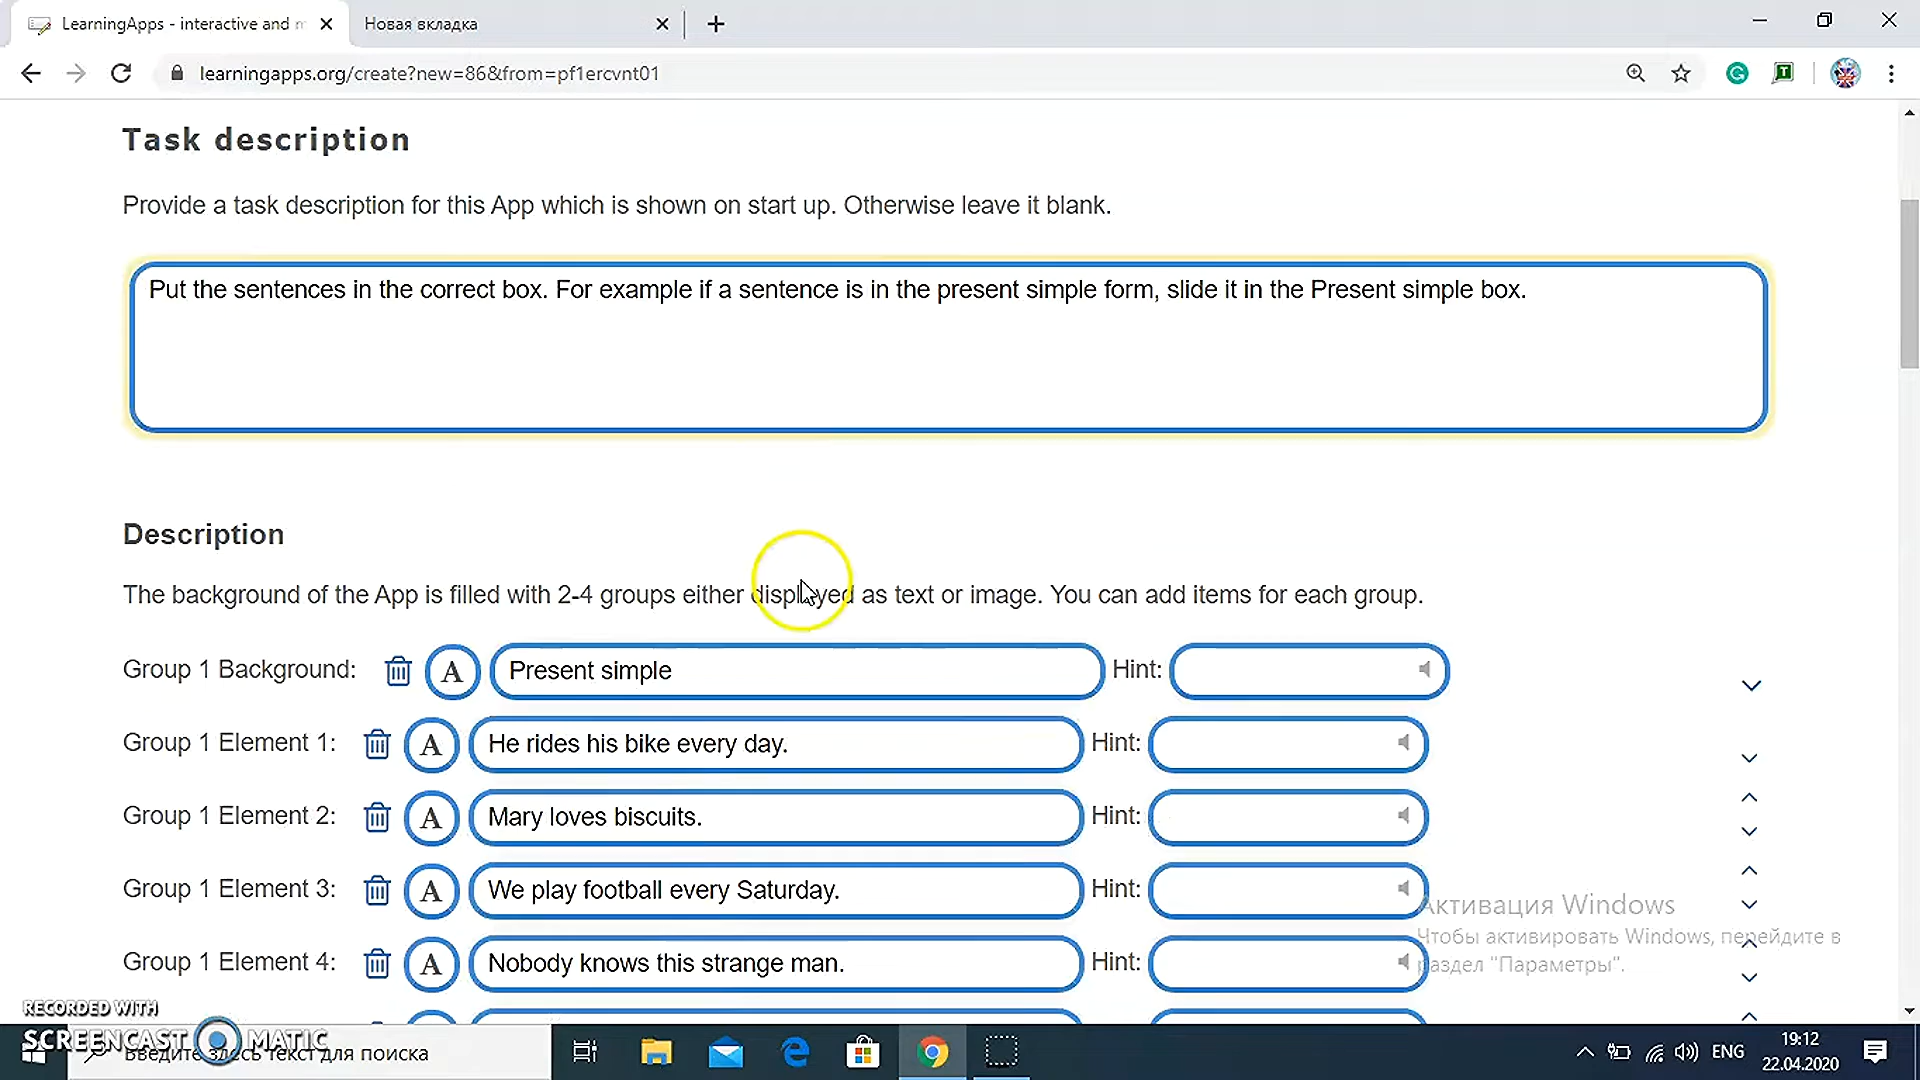 LearningApps - interactive and m
Новая вкладка
learningapps.org/create?new=86&from=pf1ercvnt01
Task description
Provide a task description for this App which is shown on start up. Otherwise leave it blank.
Put the sentences in the correct box. For example if a sentence is in the present simple form, slide it in the Present simple box.
Description
The background of the App is filled with 2-4 groups either displayed as text or image. You can add items for each group.
Group 1 Background: A Present simple Hint:
Group 1 Element 1: A He rides his bike every day. Hint:
Group 1 Element 2: A Mary loves biscuits. Hint:
Group 1 Element 3: A We play football every Saturday. Hint:
Group 1 Element 4: A Nobody knows this strange man. Hint:
Активация Windows
Чтобы активировать Windows, перейдите в
раздел "Параметры".
RECORDED WITH
SCREENCAST MATIC
Введите здесь текст для поиска
ENG
19:12
22.04.2020